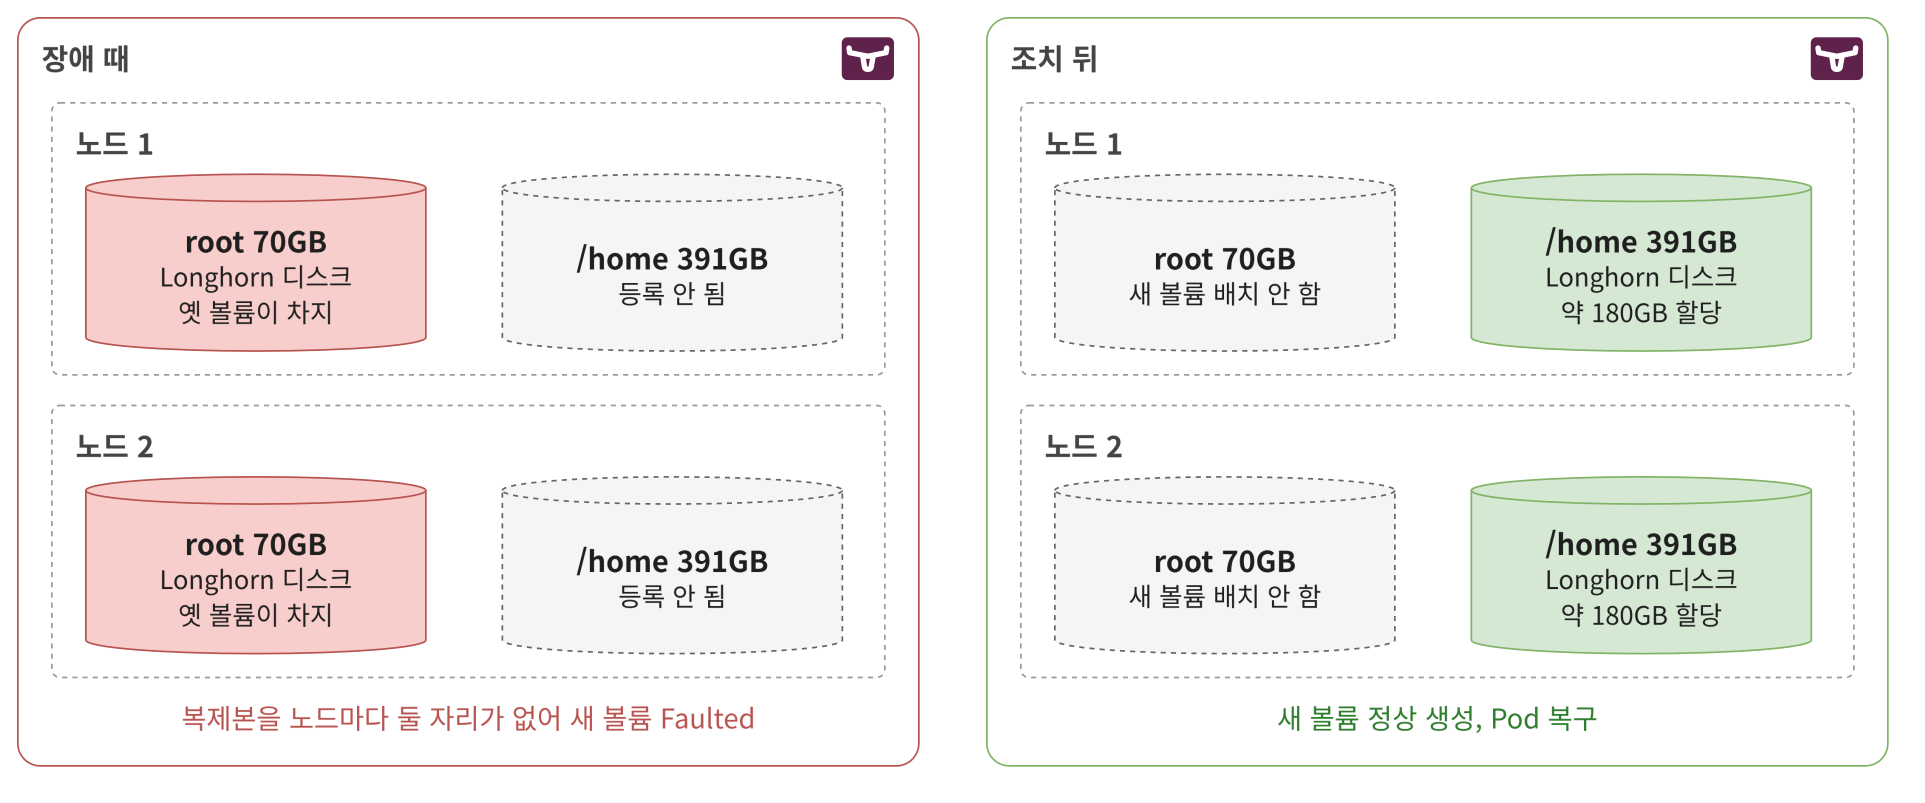 장애 때
노드 1
root 70GB
Longhorn 디스크
옛 볼륨이 차지
/home 391GB
등록 안 됨
노드 2
root 70GB
Longhorn 디스크
옛 볼륨이 차지
/home 391GB
등록 안 됨
복제본을 노드마다 둘 자리가 없어 새 볼륨 Faulted
조치 뒤
노드 1
root 70GB
새 볼륨 배치 안 함
/home 391GB
Longhorn 디스크
약 180GB 할당
노드 2
root 70GB
새 볼륨 배치 안 함
/home 391GB
Longhorn 디스크
약 180GB 할당
새 볼륨 정상 생성, Pod 복구